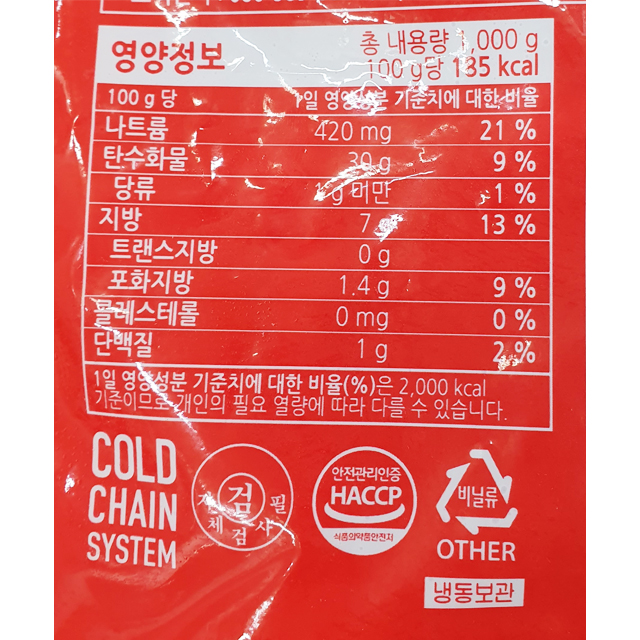 영양정보
총 내용량 1,000 g
100 g당 185 kcal
100 g 당 1일 영양성분 기준치에 대한 비율
나트륨 420 mg 21 %
탄수화물 30 g 9 %
당류 1 g 미만 1 %
지방 7 13 %
트랜스지방 0 g
포화지방 1.4 g 9 %
콜레스테롤 0 mg 0 %
단백질 1 g 2 %
1일 영양성분 기준치에 대한 비율(%)은 2,000 kcal
기준이므로 개인의 필요 열량에 따라 다를 수 있습니다.
COLD
CHAIN
SYSTEM
자체검사필
검
안전관리인증
HACCP
식품의약품안전처
비닐류
OTHER
냉동보관